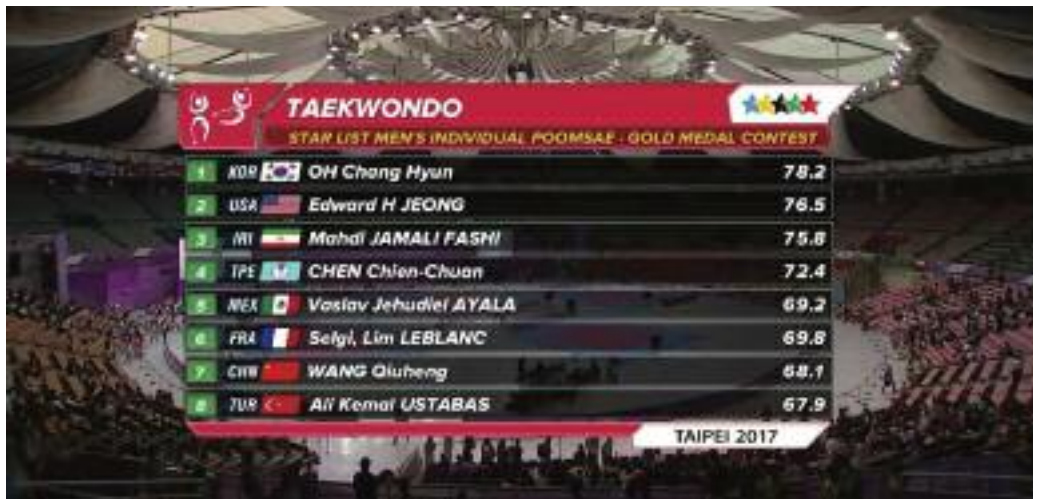 TAEKWONDO
STAR LIST MEN'S INDIVIDUAL POOMSAE - GOLD MEDAL CONTEST
1 KOR OH Chang Hyun 78.2
2 USA Edward H JEONG 76.5
3 IRI Mahdi JAMALI FASHI 75.8
4 TPE CHEN Chien-Chuan 72.4
5 MEX Vaslav Jehudiel AYALA 69.2
6 FRA Selgi, Lim LEBLANC 69.8
7 CHN WANG Qiuheng 68.1
8 TUR Ali Kemal USTABAS 67.9
TAIPEI 2017